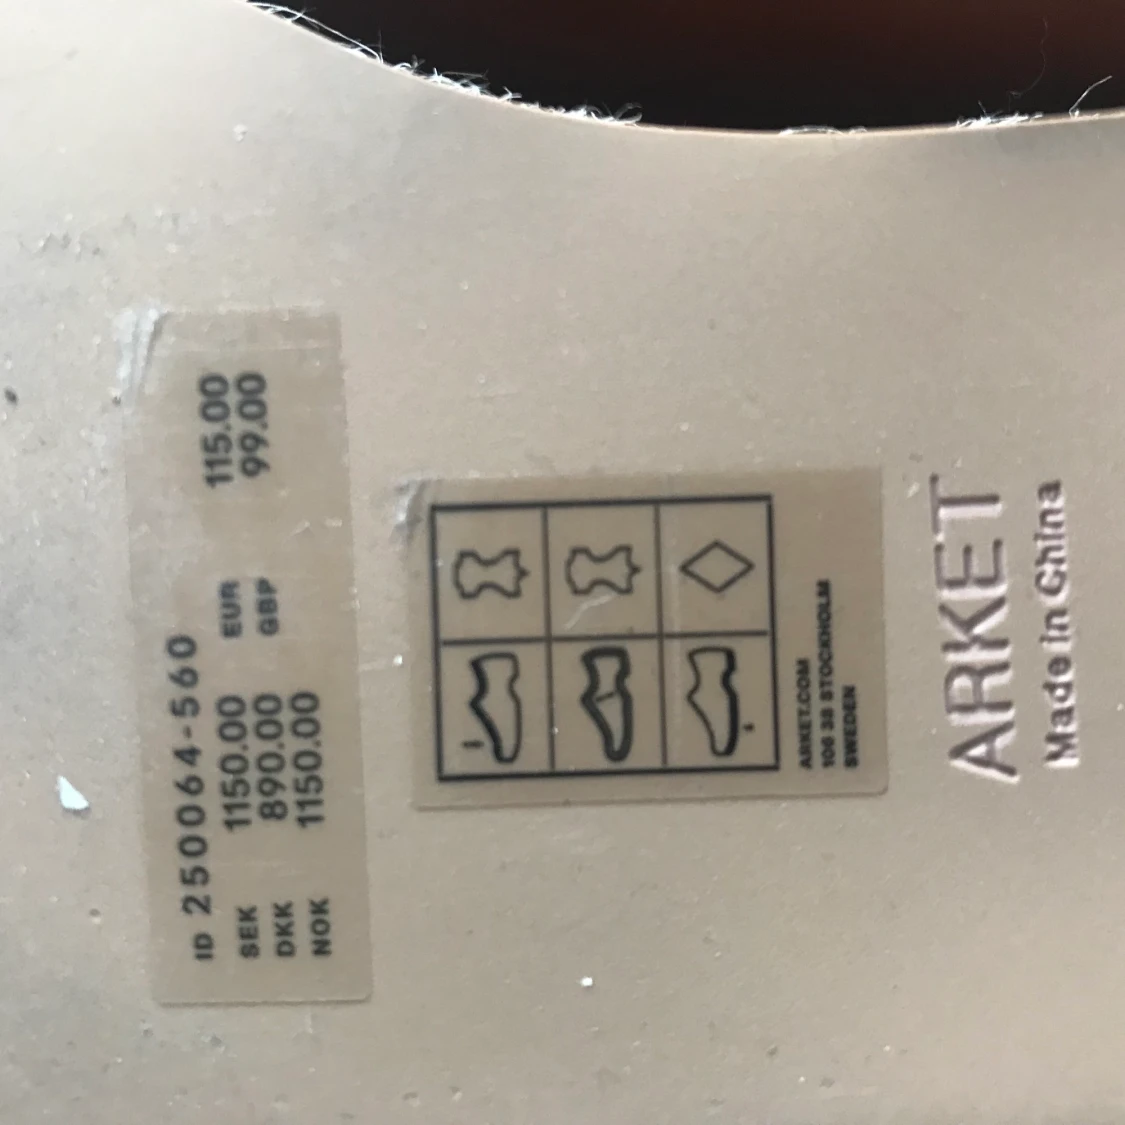 ID 250064-560
SEK 1150.00 EUR 115.00
DKK 890.00 GBP 99.00
NOK 1150.00
ARKET.COM
106 38 STOCKHOLM
SWEDEN
ARKET
Made in China